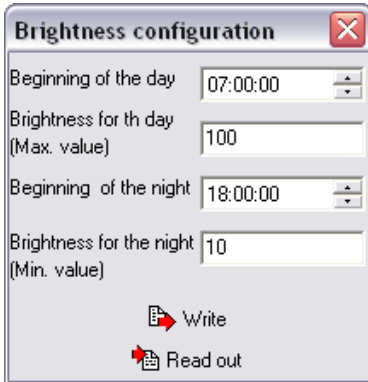 Brightness configuration
Beginning of the day 07:00:00
Brightness for th day
(Max. value) 100
Beginning of the night 18:00:00
Brightness for the night 10
(Min. value)
Write
Read out